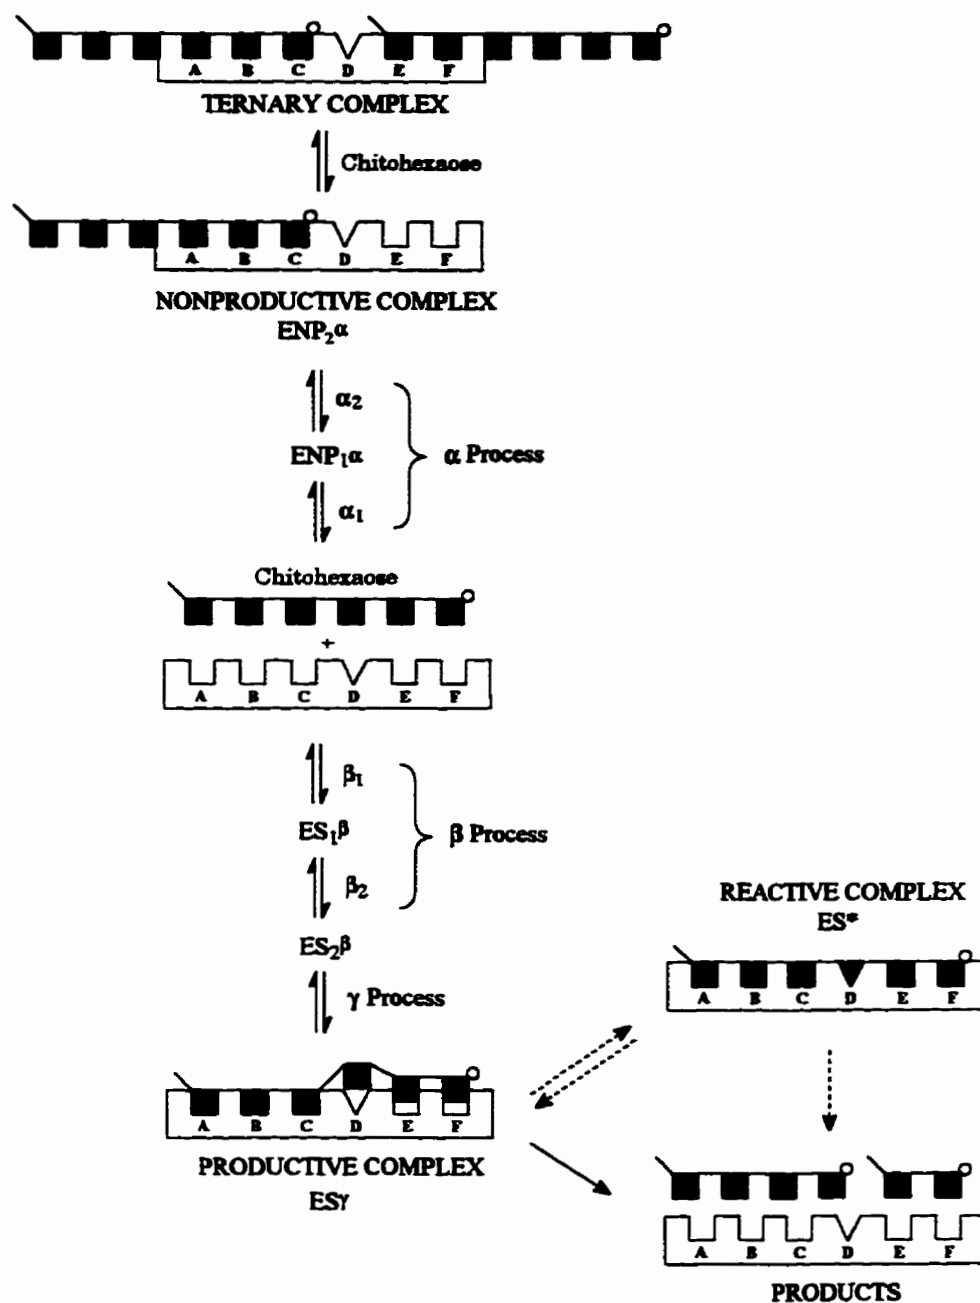 A B C D E F
TERNARY COMPLEX
Chitohexaose
A B C D E F
NONPRODUCTIVE COMPLEX
ENP₂α
α₂
ENP₁α
α Process
α₁
Chitohexaose
+
A B C D E F
β₁
ES₁β
β Process
β₂
ES₂β
γ Process
A B C D E F
PRODUCTIVE COMPLEX
ESγ
REACTIVE COMPLEX
ES*
A B C D E F
A B C D E F
PRODUCTS